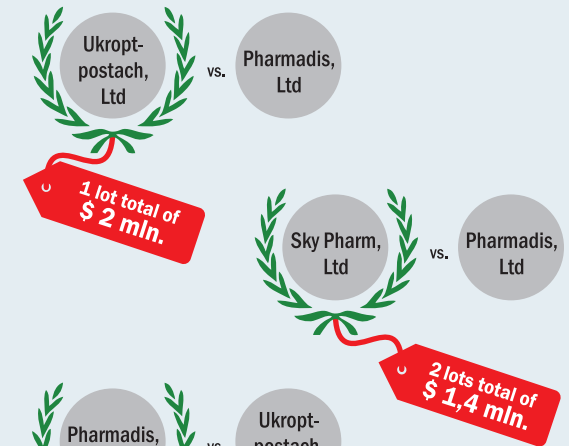 Ukropt-
postach,
Ltd
vs.
Pharmadis,
Ltd
1 lot total of
$ 2 mln.
Sky Pharm,
Ltd
vs.
Pharmadis,
Ltd
2 lots total of
$ 1,4 mln.
Pharmadis,
vs.
Ukropt-
postach